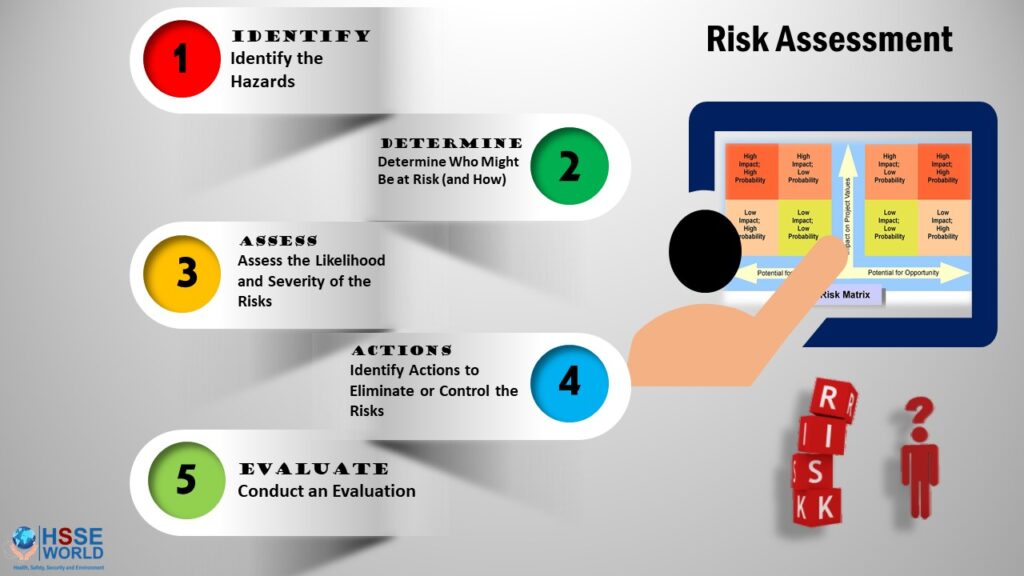 Risk Assessment
1
IDENTIFY
Identify the
Hazards
DETERMINE
Determine Who Might
Be at Risk (and How)
2
3
ASSESS
Assess the Likelihood
and Severity of the
Risks
ACTIONS
Identify Actions to
Eliminate or Control the
Risks
4
5
EVALUATE
Conduct an Evaluation
High
Impact;
High
Probability
High
Impact;
Low
Probability
High
Impact;
Low
Probability
High
Impact;
High
Probability
Low
Impact;
High
Probability
Low
Impact;
Low
Probability
Low
Impact;
Low
Probability
Low
Impact;
High
Probability
Impact on Project Values
Potential for
Potential for Opportunity
Risk Matrix
R R
I I
S S
K K
?
HSSE
WORLD
Health, Safety, Security and Environment